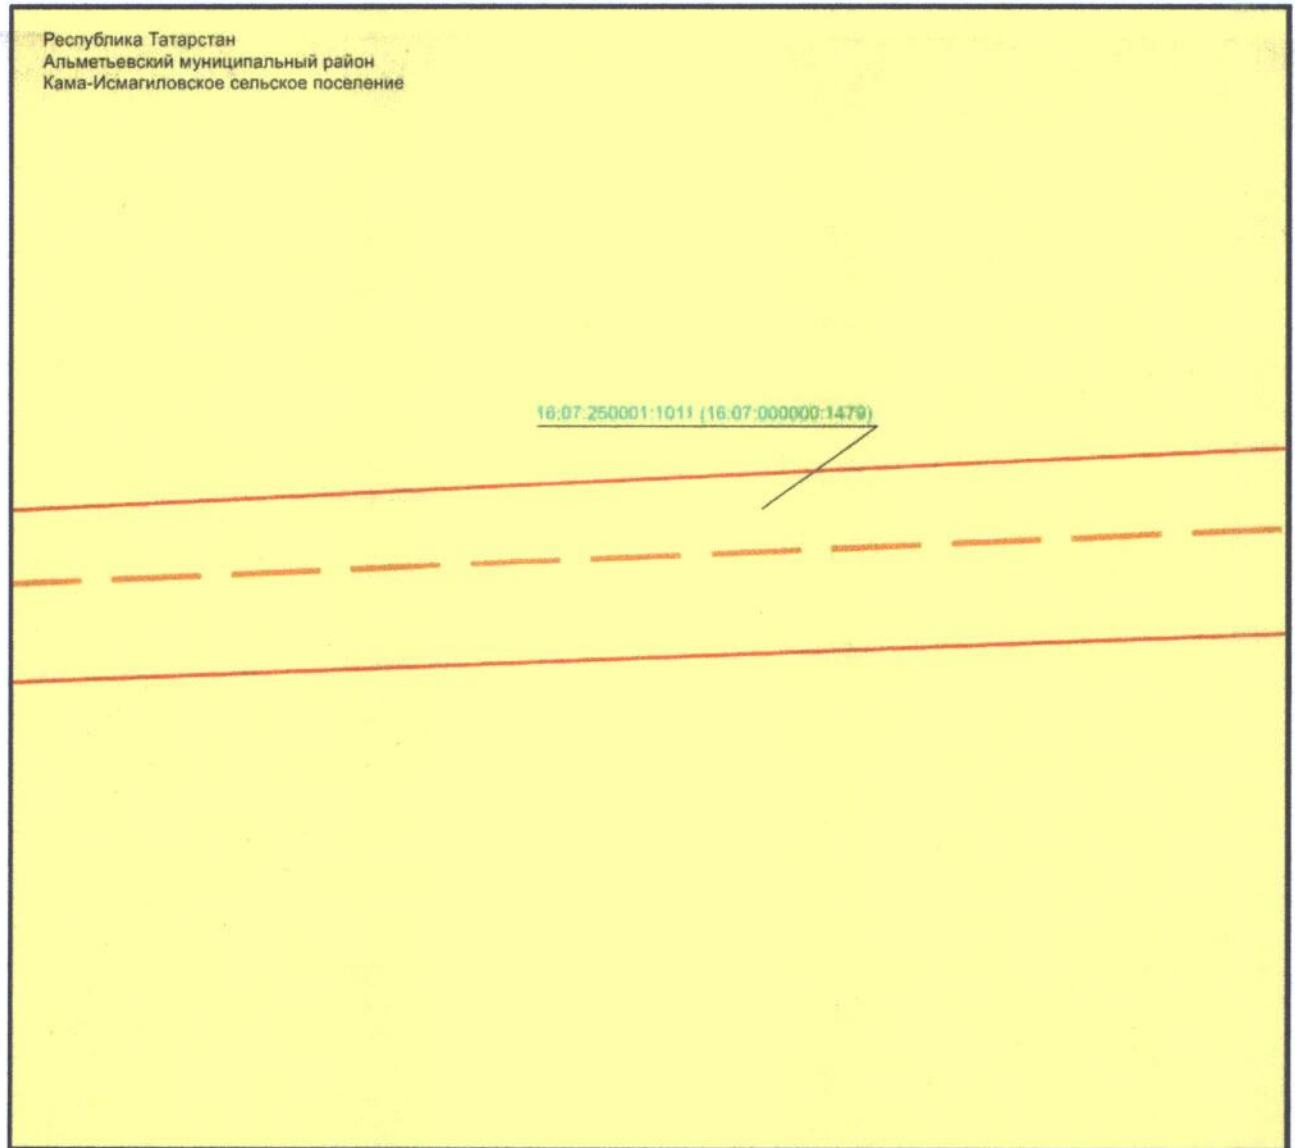 Республика Татарстан
Альметьевский муниципальный район
Кама-Исмагиловское сельское поселение
16:07:250001:1011 (16:07:000000:1479)